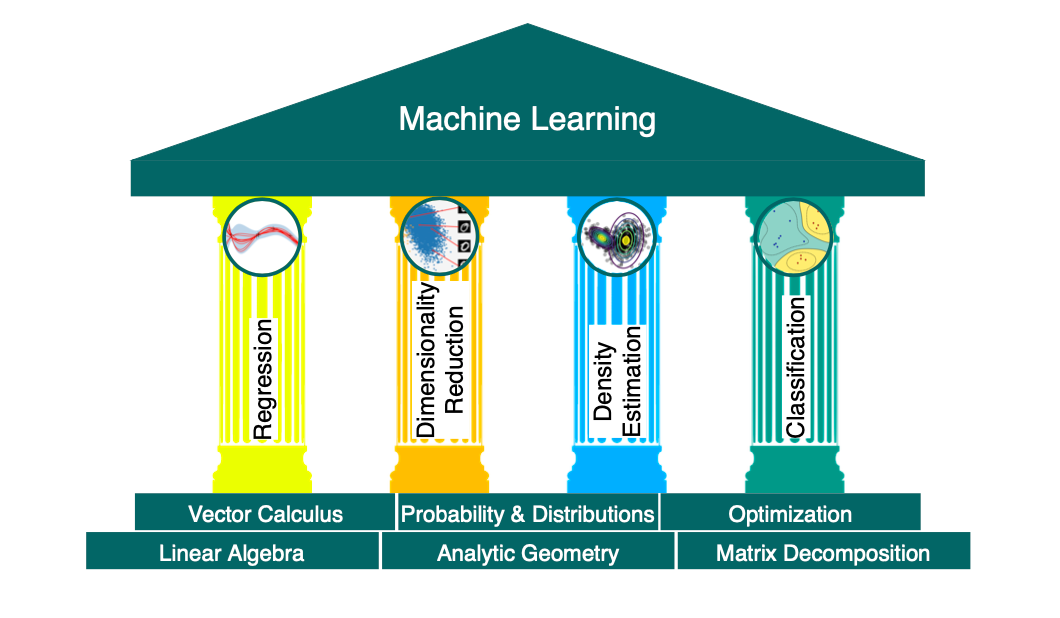 Machine Learning
Regression
Dimensionality
Reduction
Density
Estimation
Classification
Vector Calculus
Probability & Distributions
Optimization
Linear Algebra
Analytic Geometry
Matrix Decomposition